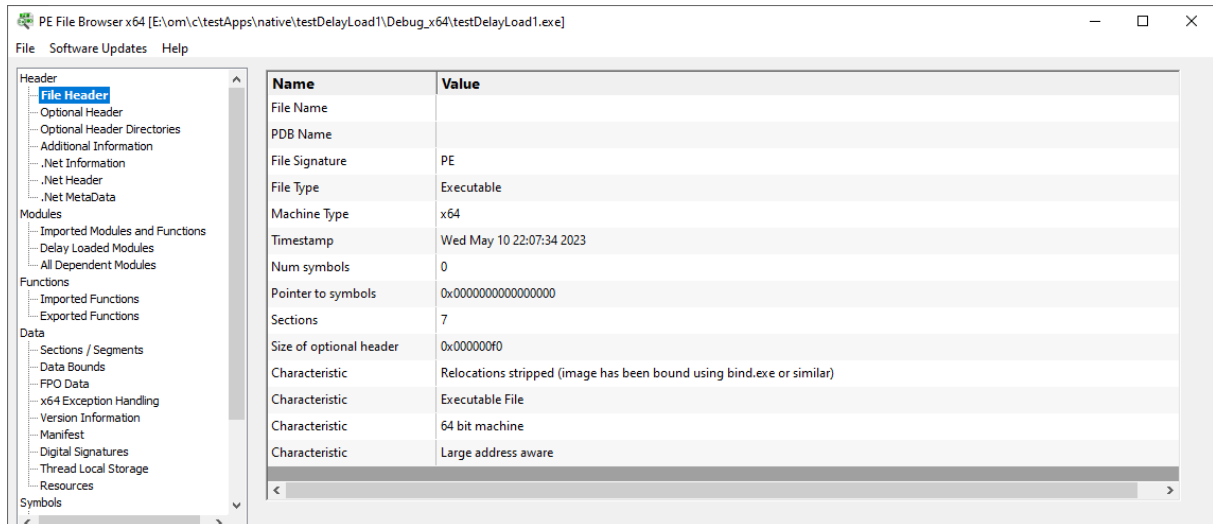 PE File Browser x64 [E:\om\c\testApps\native\testDelayLoad1\Debug_x64\testDelayLoad1.exe]
File Software Updates Help
Header
File Header
Optional Header
Optional Header Directories
Additional Information
.Net Information
.Net Header
.Net MetaData
Modules
Imported Modules and Functions
Delay Loaded Modules
All Dependent Modules
Functions
Imported Functions
Exported Functions
Data
Sections / Segments
Data Bounds
FPO Data
x64 Exception Handling
Version Information
Manifest
Digital Signatures
Thread Local Storage
Resources
Symbols
Name Value
File Name
PDB Name
File Signature PE
File Type Executable
Machine Type x64
Timestamp Wed May 10 22:07:34 2023
Num symbols 0
Pointer to symbols 0x0000000000000000
Sections 7
Size of optional header 0x000000f0
Characteristic Relocations stripped (image has been bound using bind.exe or similar)
Characteristic Executable File
Characteristic 64 bit machine
Characteristic Large address aware